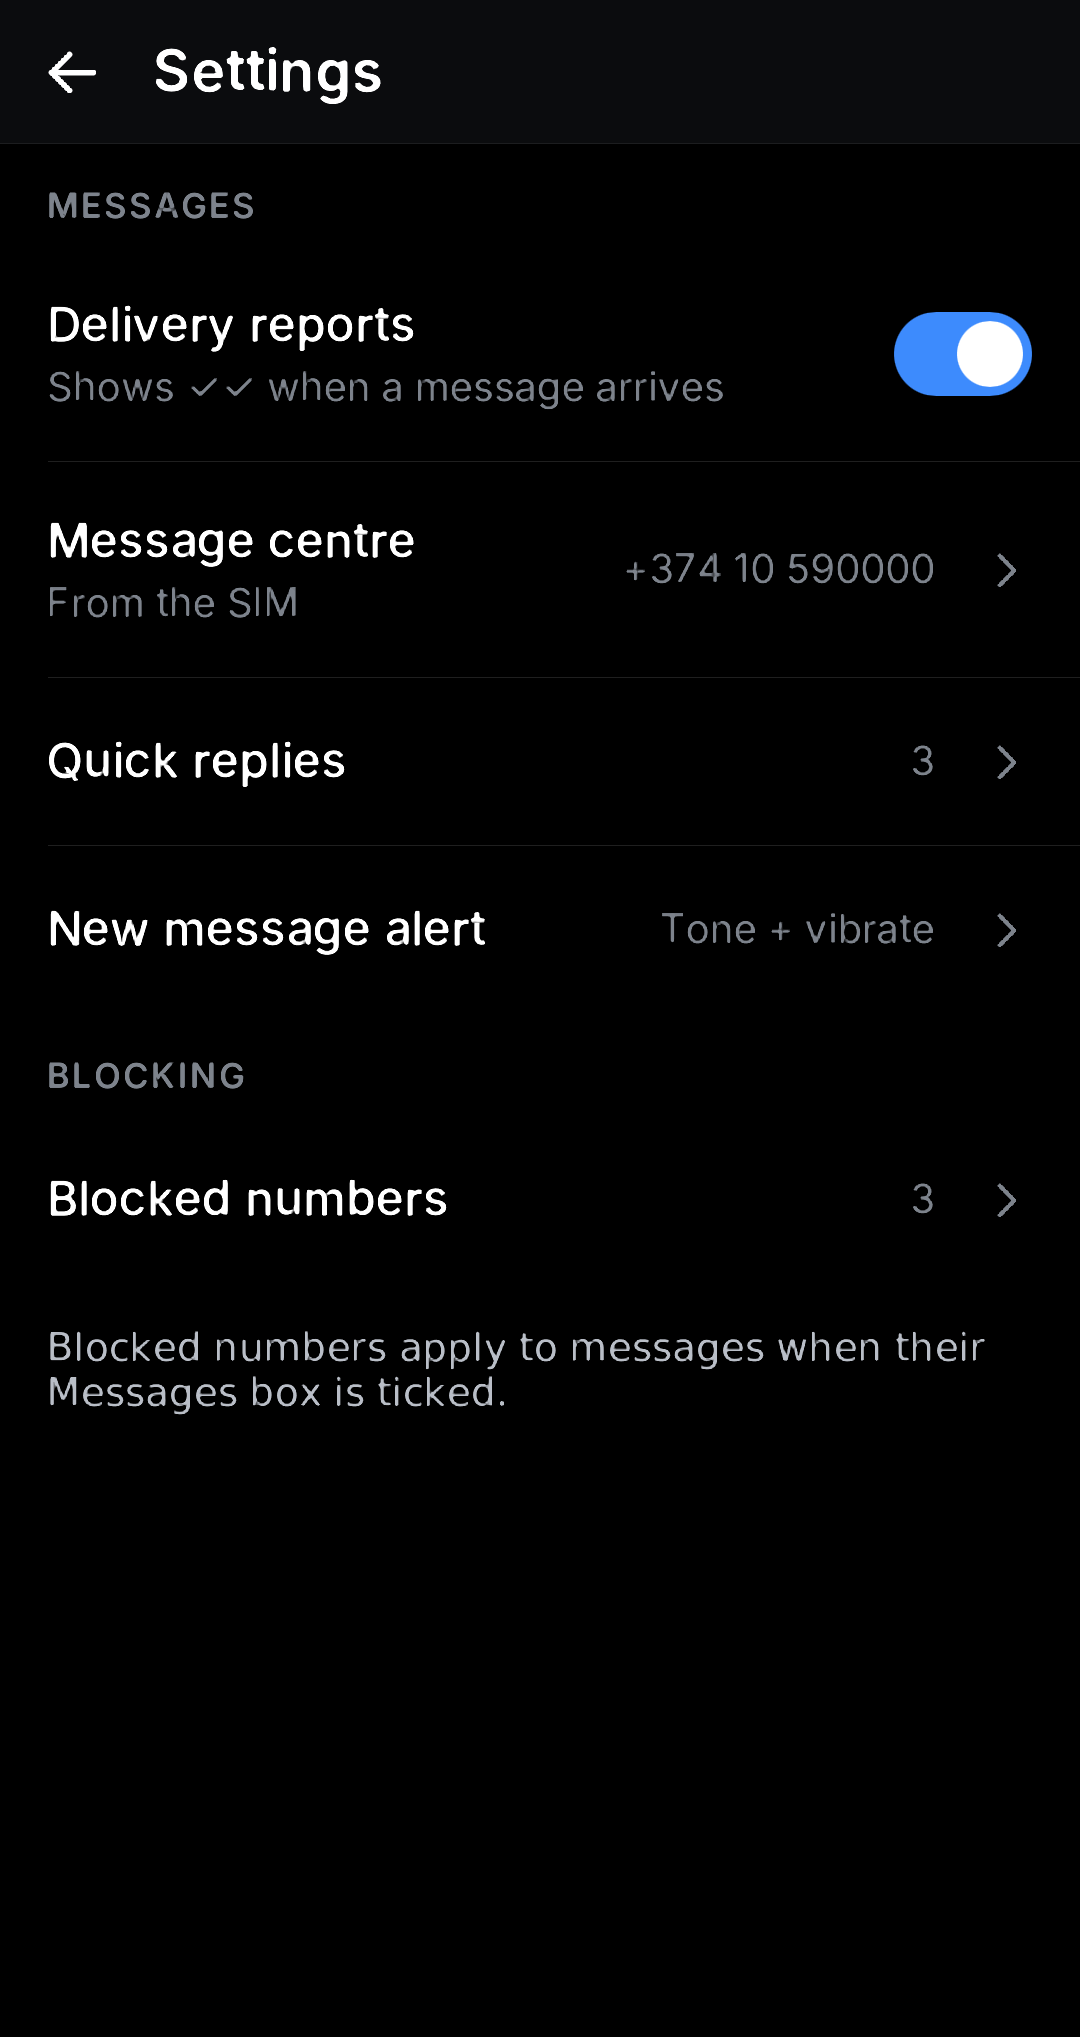 Settings
MESSAGES
Delivery reports
Shows ✓✓ when a message arrives
Message centre
From the SIM
+374 10 590000
Quick replies
3
New message alert
Tone + vibrate
BLOCKING
Blocked numbers
3
Blocked numbers apply to messages when their
Messages box is ticked.